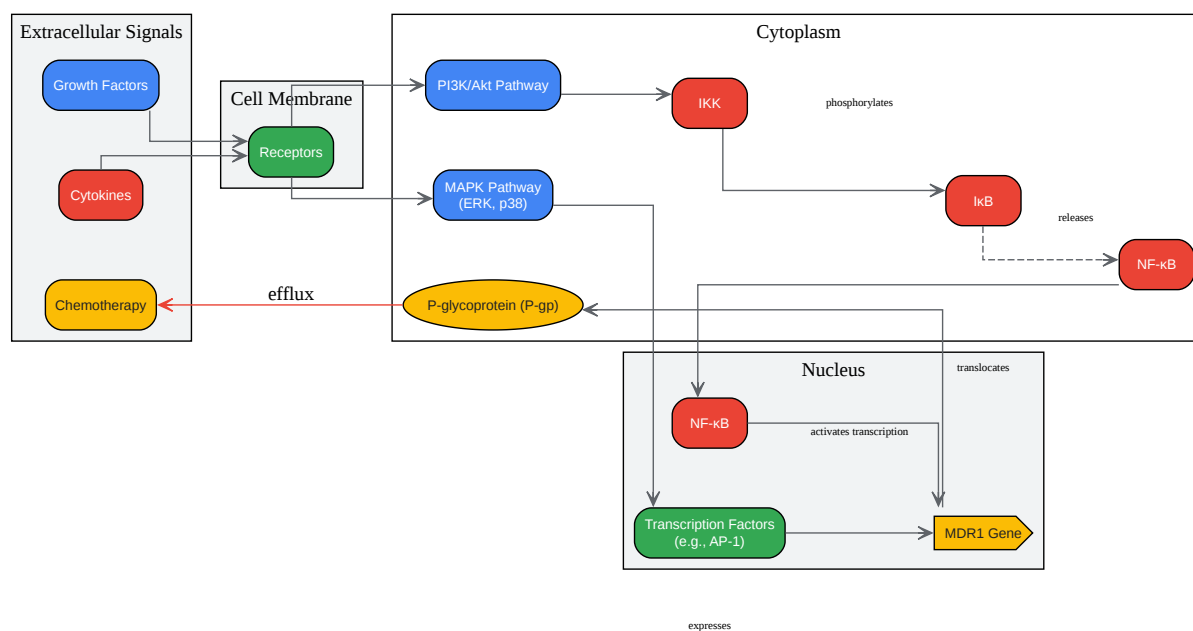 Extracellular Signals
Growth Factors
Cytokines
Chemotherapy
Cell Membrane
Receptors
efflux
Cytoplasm
PI3K/Akt Pathway
IKK
phosphorylates
MAPK Pathway
(ERK, p38)
IκB
releases
NF-κB
P-glycoprotein (P-gp)
Nucleus
translocates
NF-κB
activates transcription
Transcription Factors
(e.g., AP-1)
MDR1 Gene
expresses